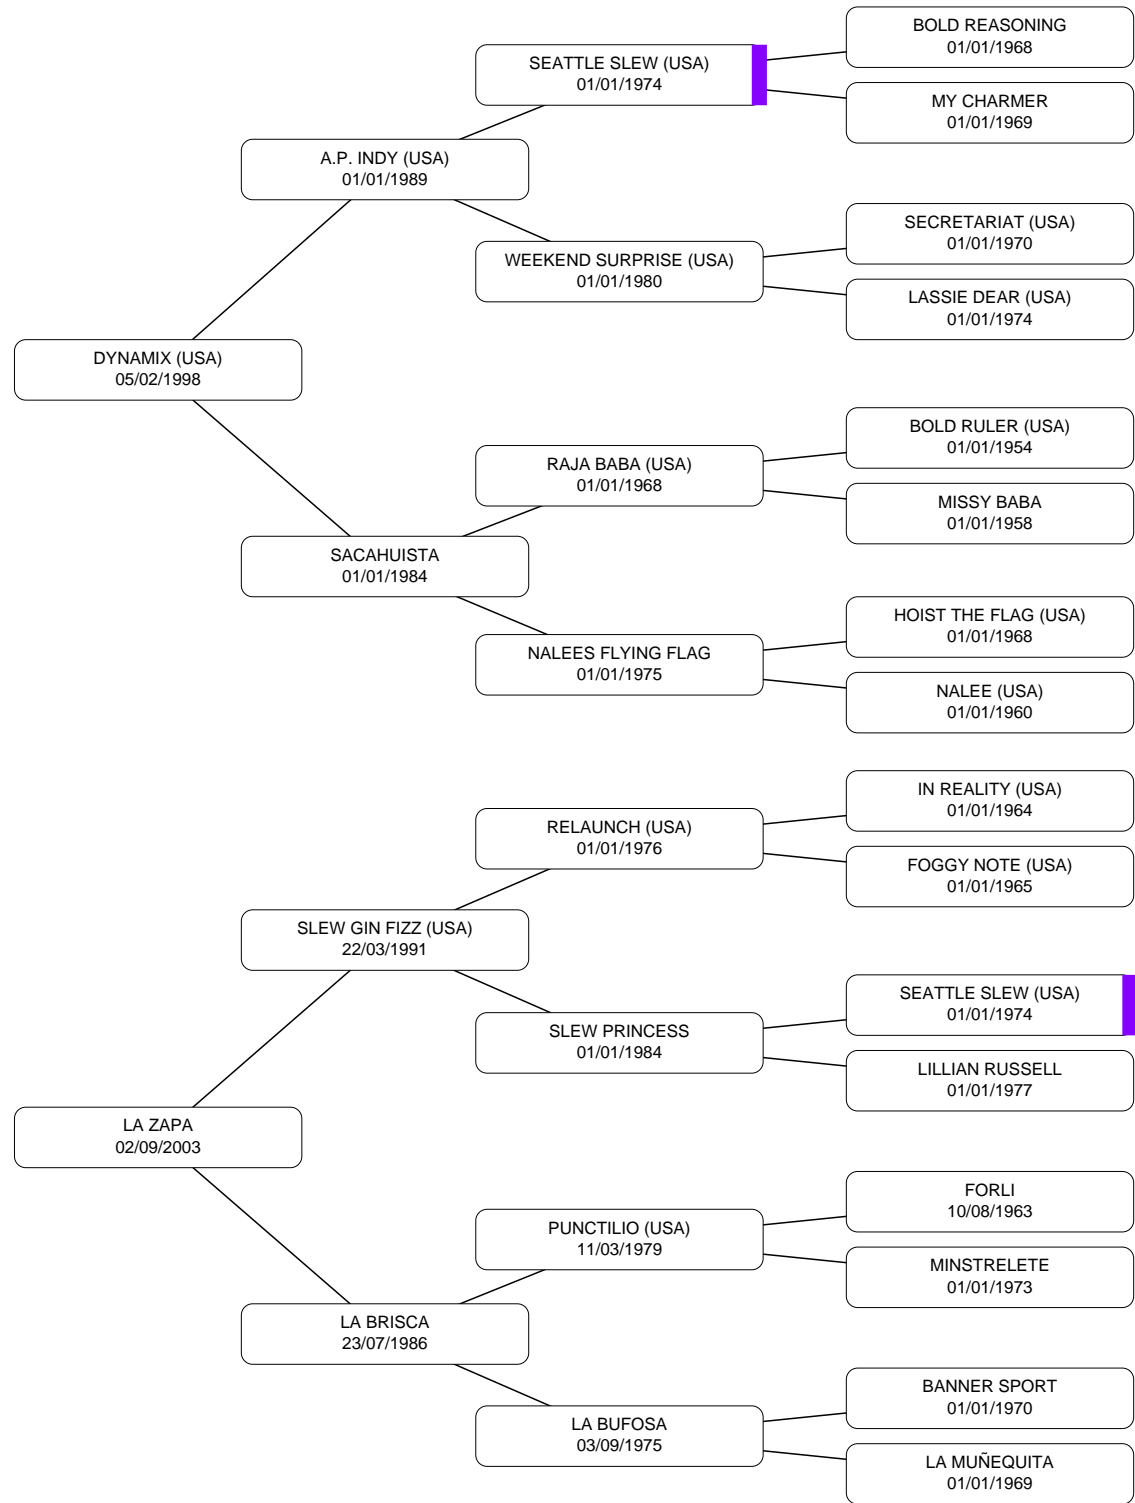 BOLD REASONING
01/01/1968
SEATTLE SLEW (USA)
01/01/1974
MY CHARMER
01/01/1969
A.P. INDY (USA)
01/01/1989
SECRETARIAT (USA)
01/01/1970
WEEKEND SURPRISE (USA)
01/01/1980
LASSIE DEAR (USA)
01/01/1974
DYNAMIX (USA)
05/02/1998
BOLD RULER (USA)
01/01/1954
RAJA BABA (USA)
01/01/1968
MISSY BABA
01/01/1958
SACAHUISTA
01/01/1984
HOIST THE FLAG (USA)
01/01/1968
NALEES FLYING FLAG
01/01/1975
NALEE (USA)
01/01/1960
IN REALITY (USA)
01/01/1964
RELAUNCH (USA)
01/01/1976
FOGGY NOTE (USA)
01/01/1965
SLEW GIN FIZZ (USA)
22/03/1991
SEATTLE SLEW (USA)
01/01/1974
SLEW PRINCESS
01/01/1984
LILLIAN RUSSELL
01/01/1977
LA ZAPA
02/09/2003
FORLI
10/08/1963
PUNCTILIO (USA)
11/03/1979
MINSTRELETE
01/01/1973
LA BRISCA
23/07/1986
BANNER SPORT
01/01/1970
LA BUFOSA
03/09/1975
LA MUÑEQUITA
01/01/1969